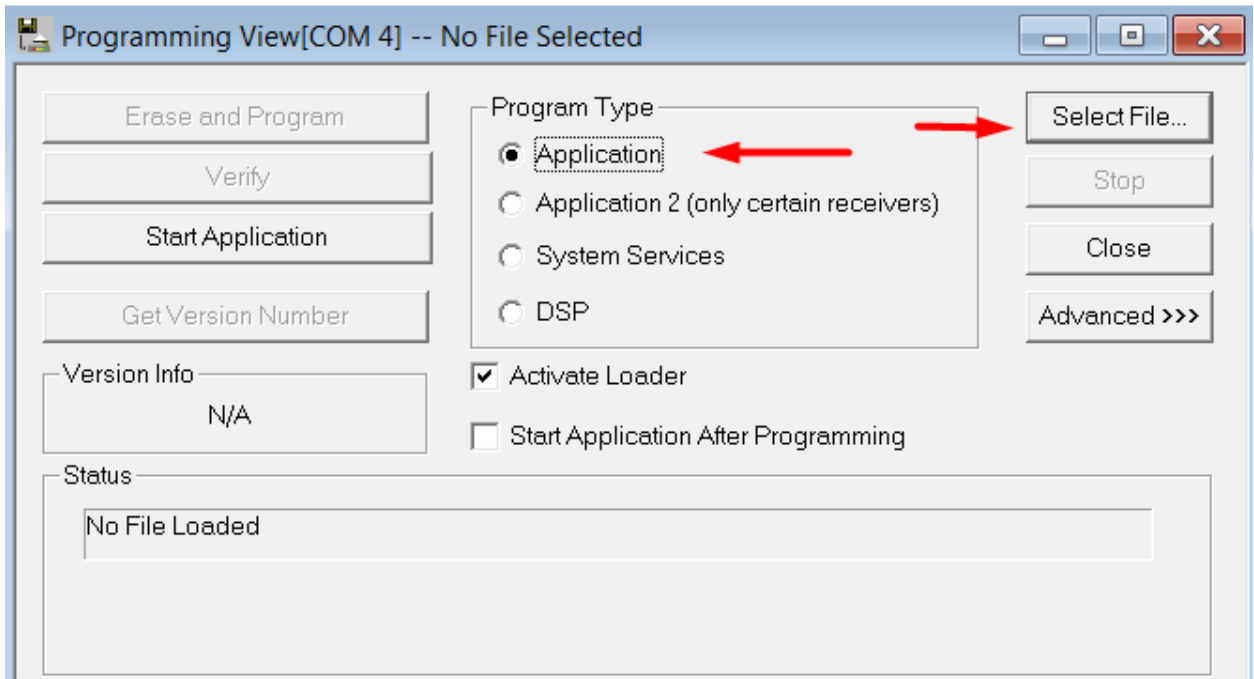 Programming View[COM 4] -- No File Selected
Erase and Program
Verify
Start Application
Get Version Number
Version Info
N/A
Program Type
Application
Application 2 (only certain receivers)
System Services
DSP
Activate Loader
Start Application After Programming
Select File...
Stop
Close
Advanced >>>
Status
No File Loaded